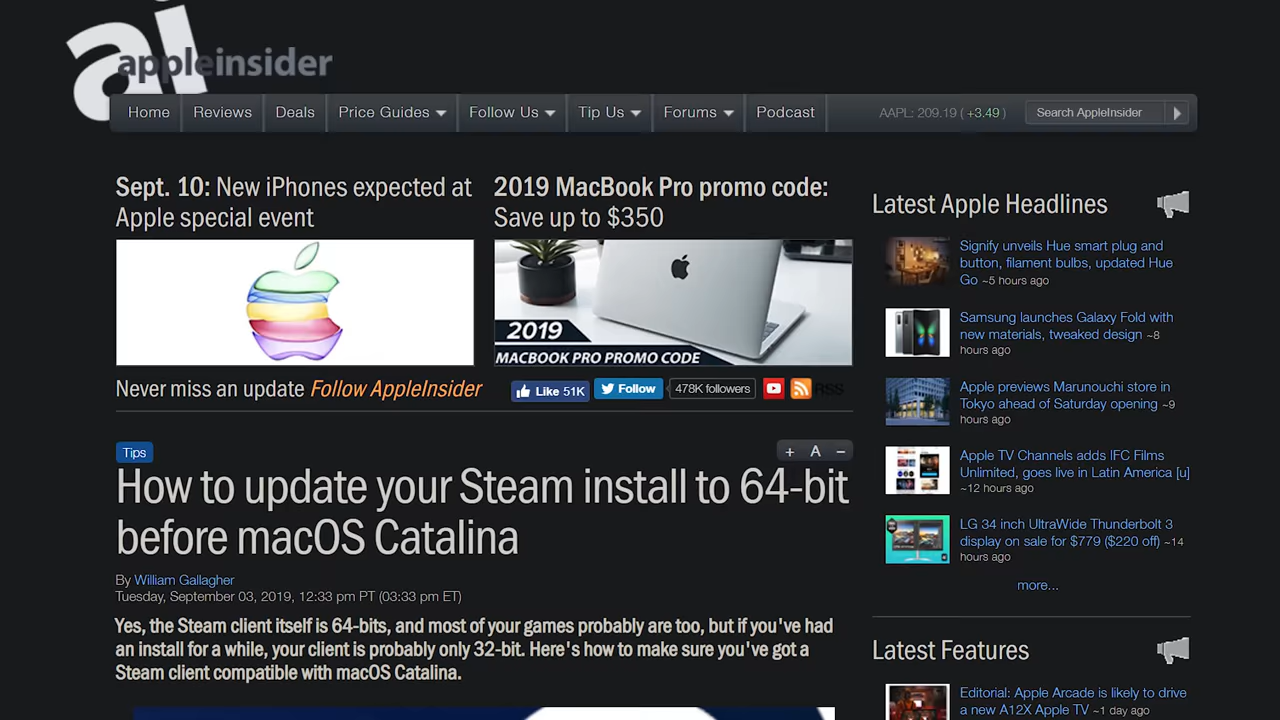 ai
appleinsider
Home Reviews Deals Price Guides Follow Us Tip Us Forums Podcast AAPL: 209.19 ( +3.49 ) Search AppleInsider
Sept. 10: New iPhones expected at
Apple special event
2019 MacBook Pro promo code:
Save up to $350
2019
MACBOOK PRO PROMO CODE
Never miss an update Follow AppleInsider
Like 51K Follow 478K followers RSS
Tips
+ A −
How to update your Steam install to 64-bit
before macOS Catalina
By William Gallagher
Tuesday, September 03, 2019, 12:33 pm PT (03:33 pm ET)
Yes, the Steam client itself is 64-bits, and most of your games probably are too, but if you've had
an install for a while, your client is probably only 32-bit. Here's how to make sure you've got a
Steam client compatible with macOS Catalina.
Latest Apple Headlines
Signify unveils Hue smart plug and
button, filament bulbs, updated Hue
Go ~5 hours ago
Samsung launches Galaxy Fold with
new materials, tweaked design ~8
hours ago
Apple previews Marunouchi store in
Tokyo ahead of Saturday opening ~9
hours ago
Apple TV Channels adds IFC Films
Unlimited, goes live in Latin America [u]
~12 hours ago
LG 34 inch UltraWide Thunderbolt 3
display on sale for $779 ($220 off) ~14
hours ago
more...
Latest Features
Editorial: Apple Arcade is likely to drive
a new A12X Apple TV ~1 day ago